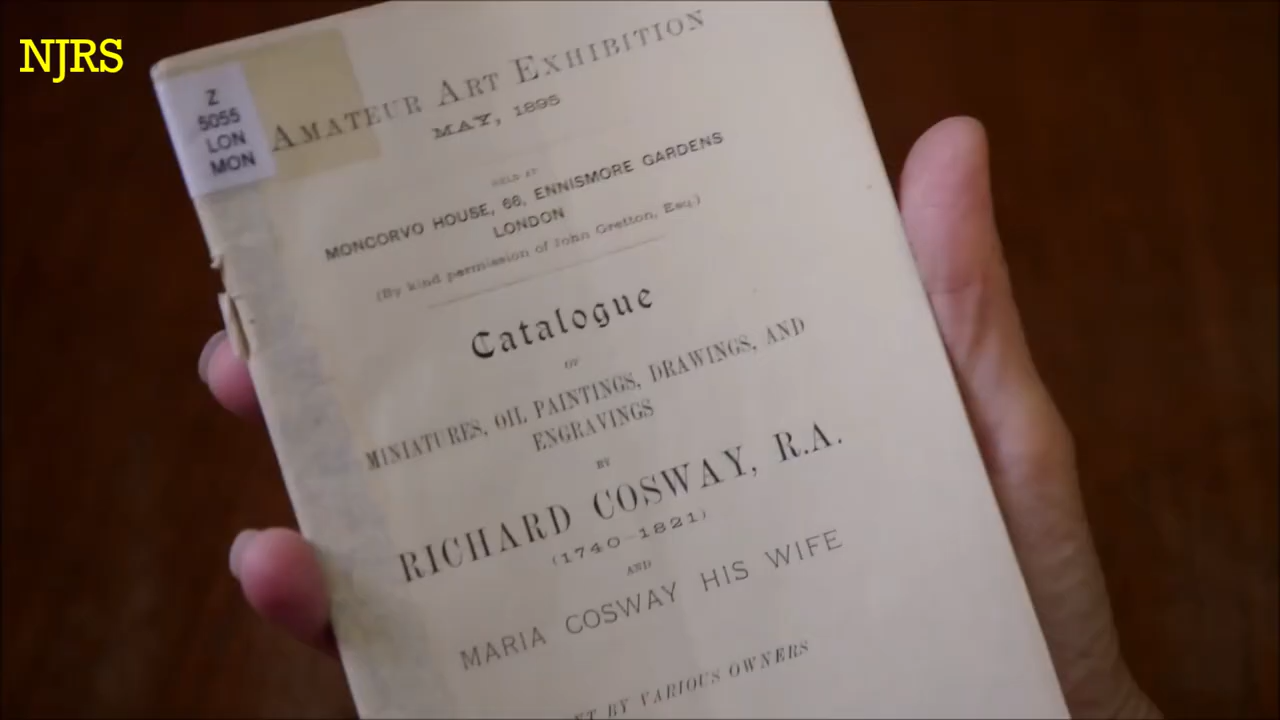 NJRS
Z
5055
LON
MON
AMATEUR ART EXHIBITION
MAY, 1895
HELD AT
MONCORVO HOUSE, 66, ENNISMORE GARDENS
LONDON
(By kind permission of John Gretton, Esq.)
Catalogue
OF
MINIATURES, OIL PAINTINGS, DRAWINGS, AND
ENGRAVINGS
BY
RICHARD COSWAY, R.A.
(1740-1821)
AND
MARIA COSWAY HIS WIFE
BY VARIOUS OWNERS